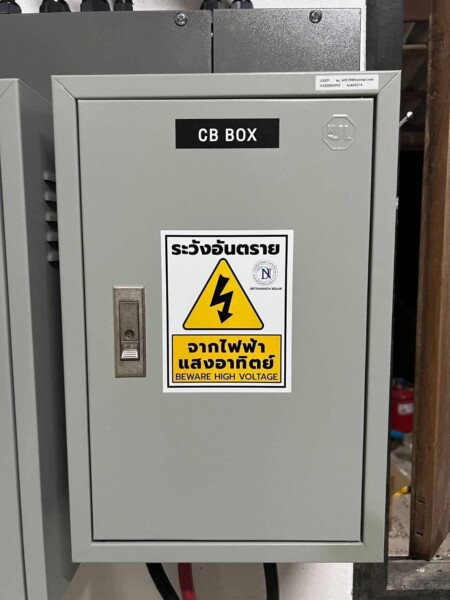 CB BOX
ระวังอันตราย
N
จากไฟฟ้า
แสงอาทิตย์
BEWARE HIGH VOLTAGE